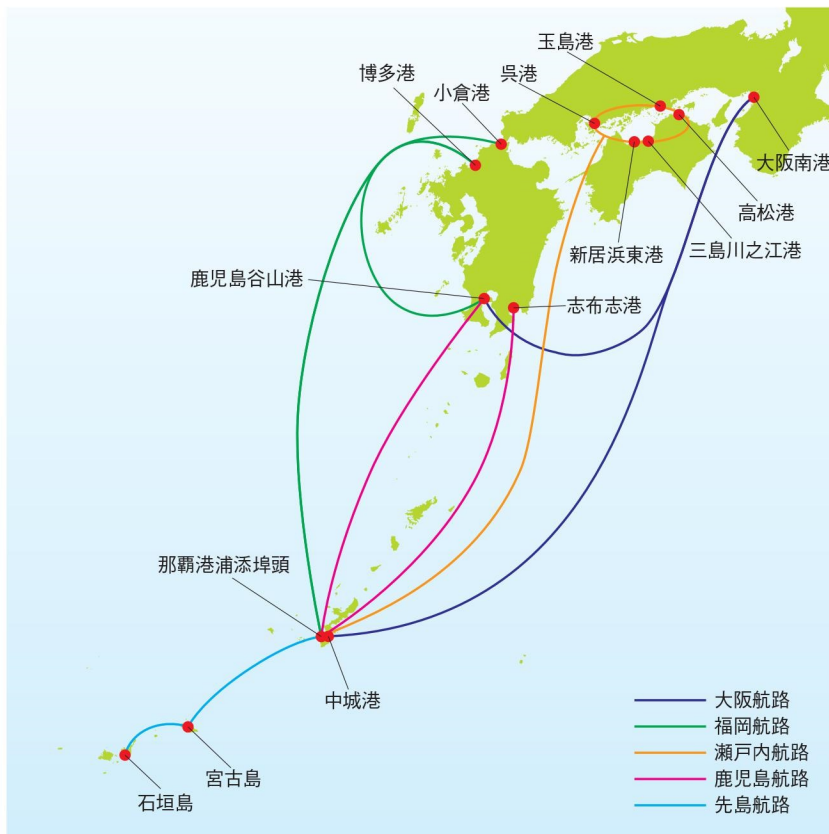 玉島港
呉港
博多港
小倉港
大阪南港
高松港
三島川之江港
新居浜東港
鹿児島谷山港
志布志港
那覇港浦添埠頭
中城港
宮古島
石垣島
大阪航路
福岡航路
瀬戸内航路
鹿児島航路
先島航路